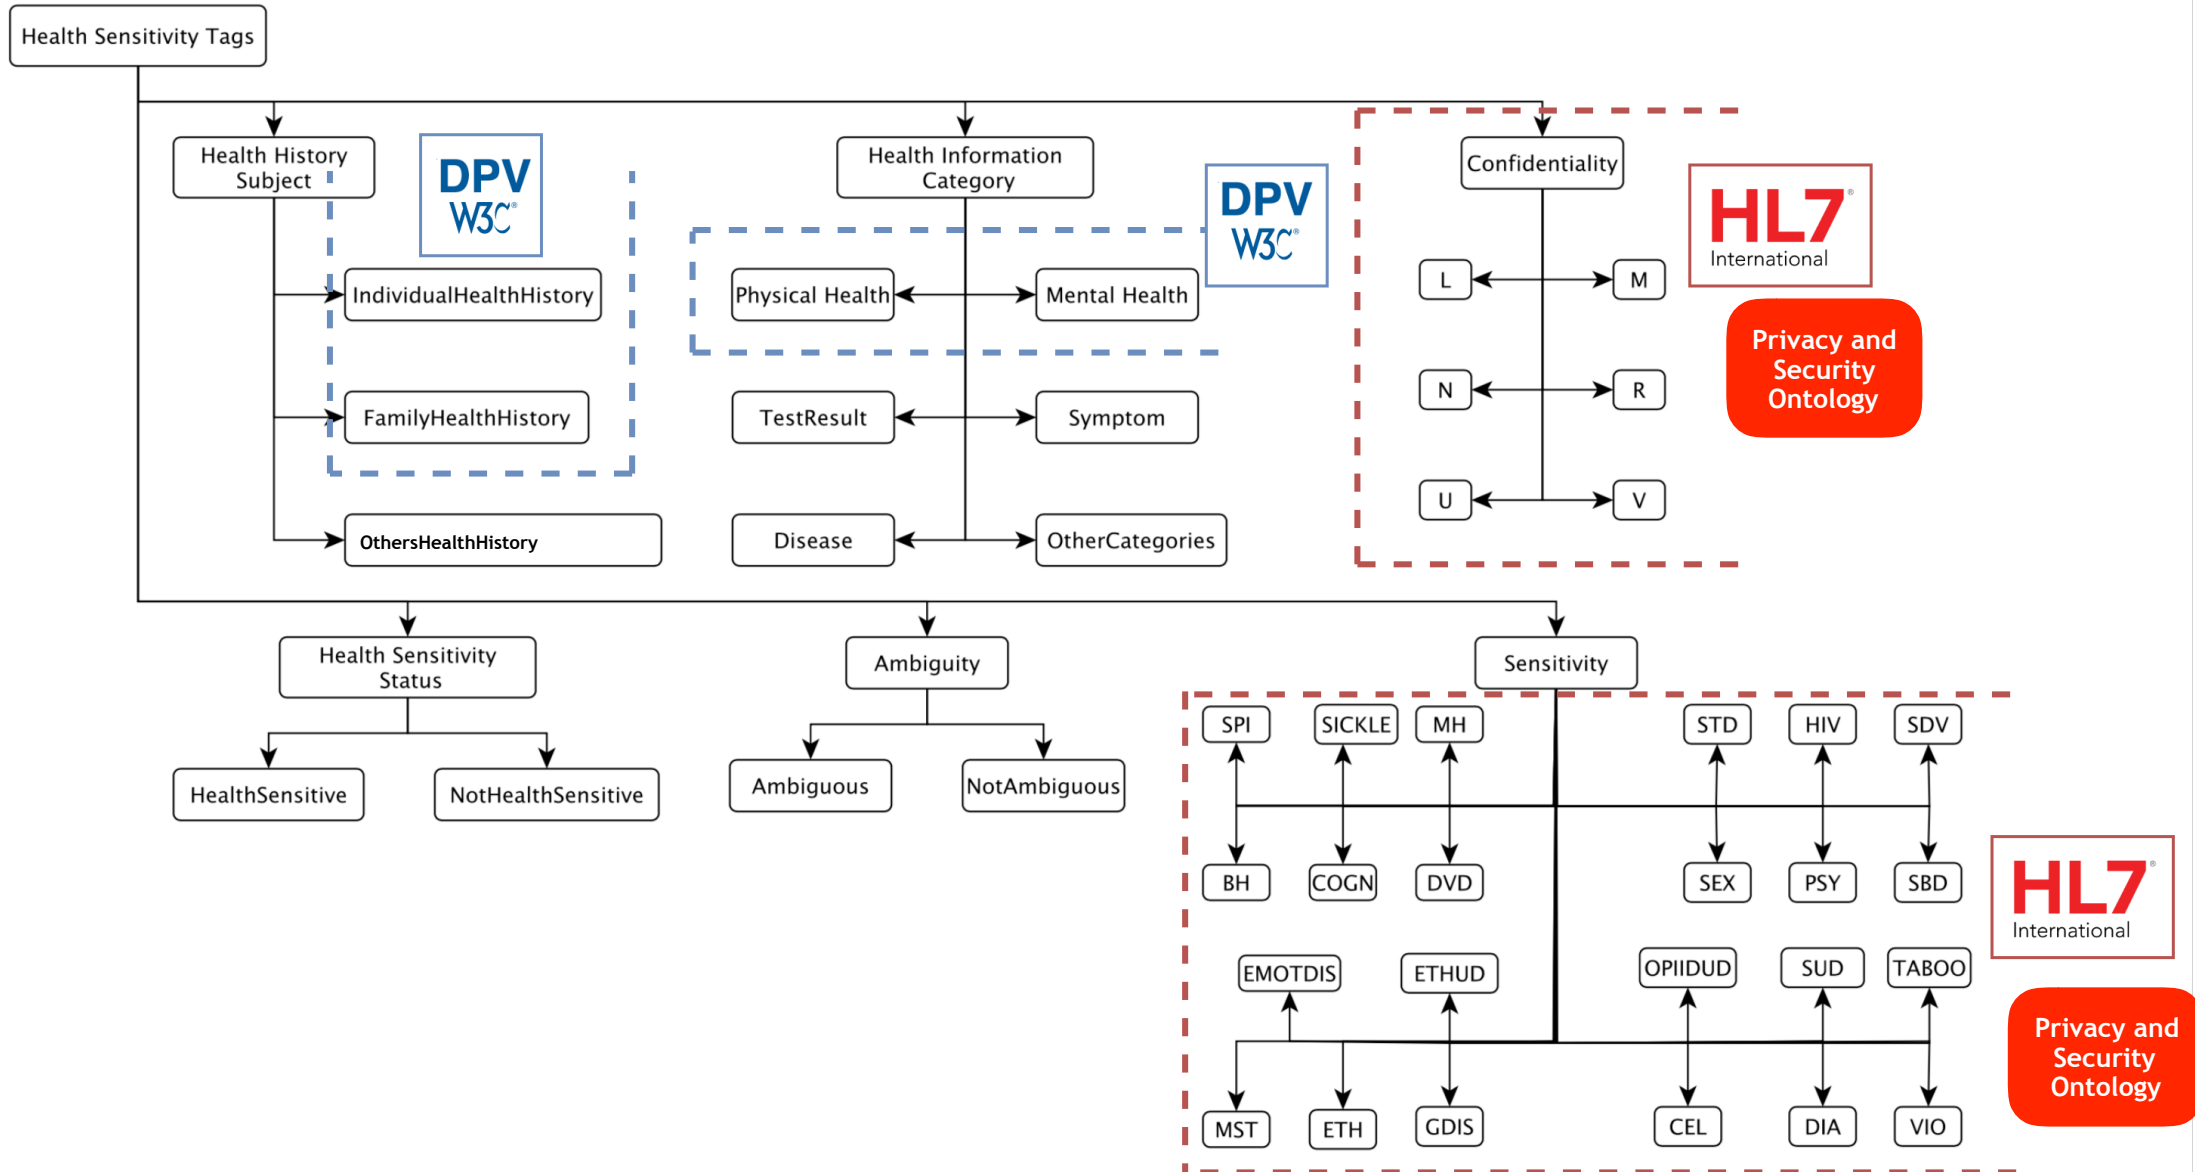 Health Sensitivity Tags
Health History
Subject
DPV
W3C®
Health Information
Category
DPV
W3C®
Confidentiality
HL7®
International
IndividualHealthHistory
Physical Health
Mental Health
L
M
Privacy and
Security
Ontology
FamilyHealthHistory
TestResult
Symptom
N
R
OthersHealthHistory
Disease
OtherCategories
U
V
Health Sensitivity
Status
Ambiguity
Sensitivity
HealthSensitive
NotHealthSensitive
Ambiguous
NotAmbiguous
SPI
SICKLE
MH
STD
HIV
SDV
BH
COGN
DVD
SEX
PSY
SBD
HL7®
International
EMOTDIS
ETHUD
OPIIDUD
SUD
TABOO
Privacy and
Security
Ontology
MST
ETH
GDIS
CEL
DIA
VIO